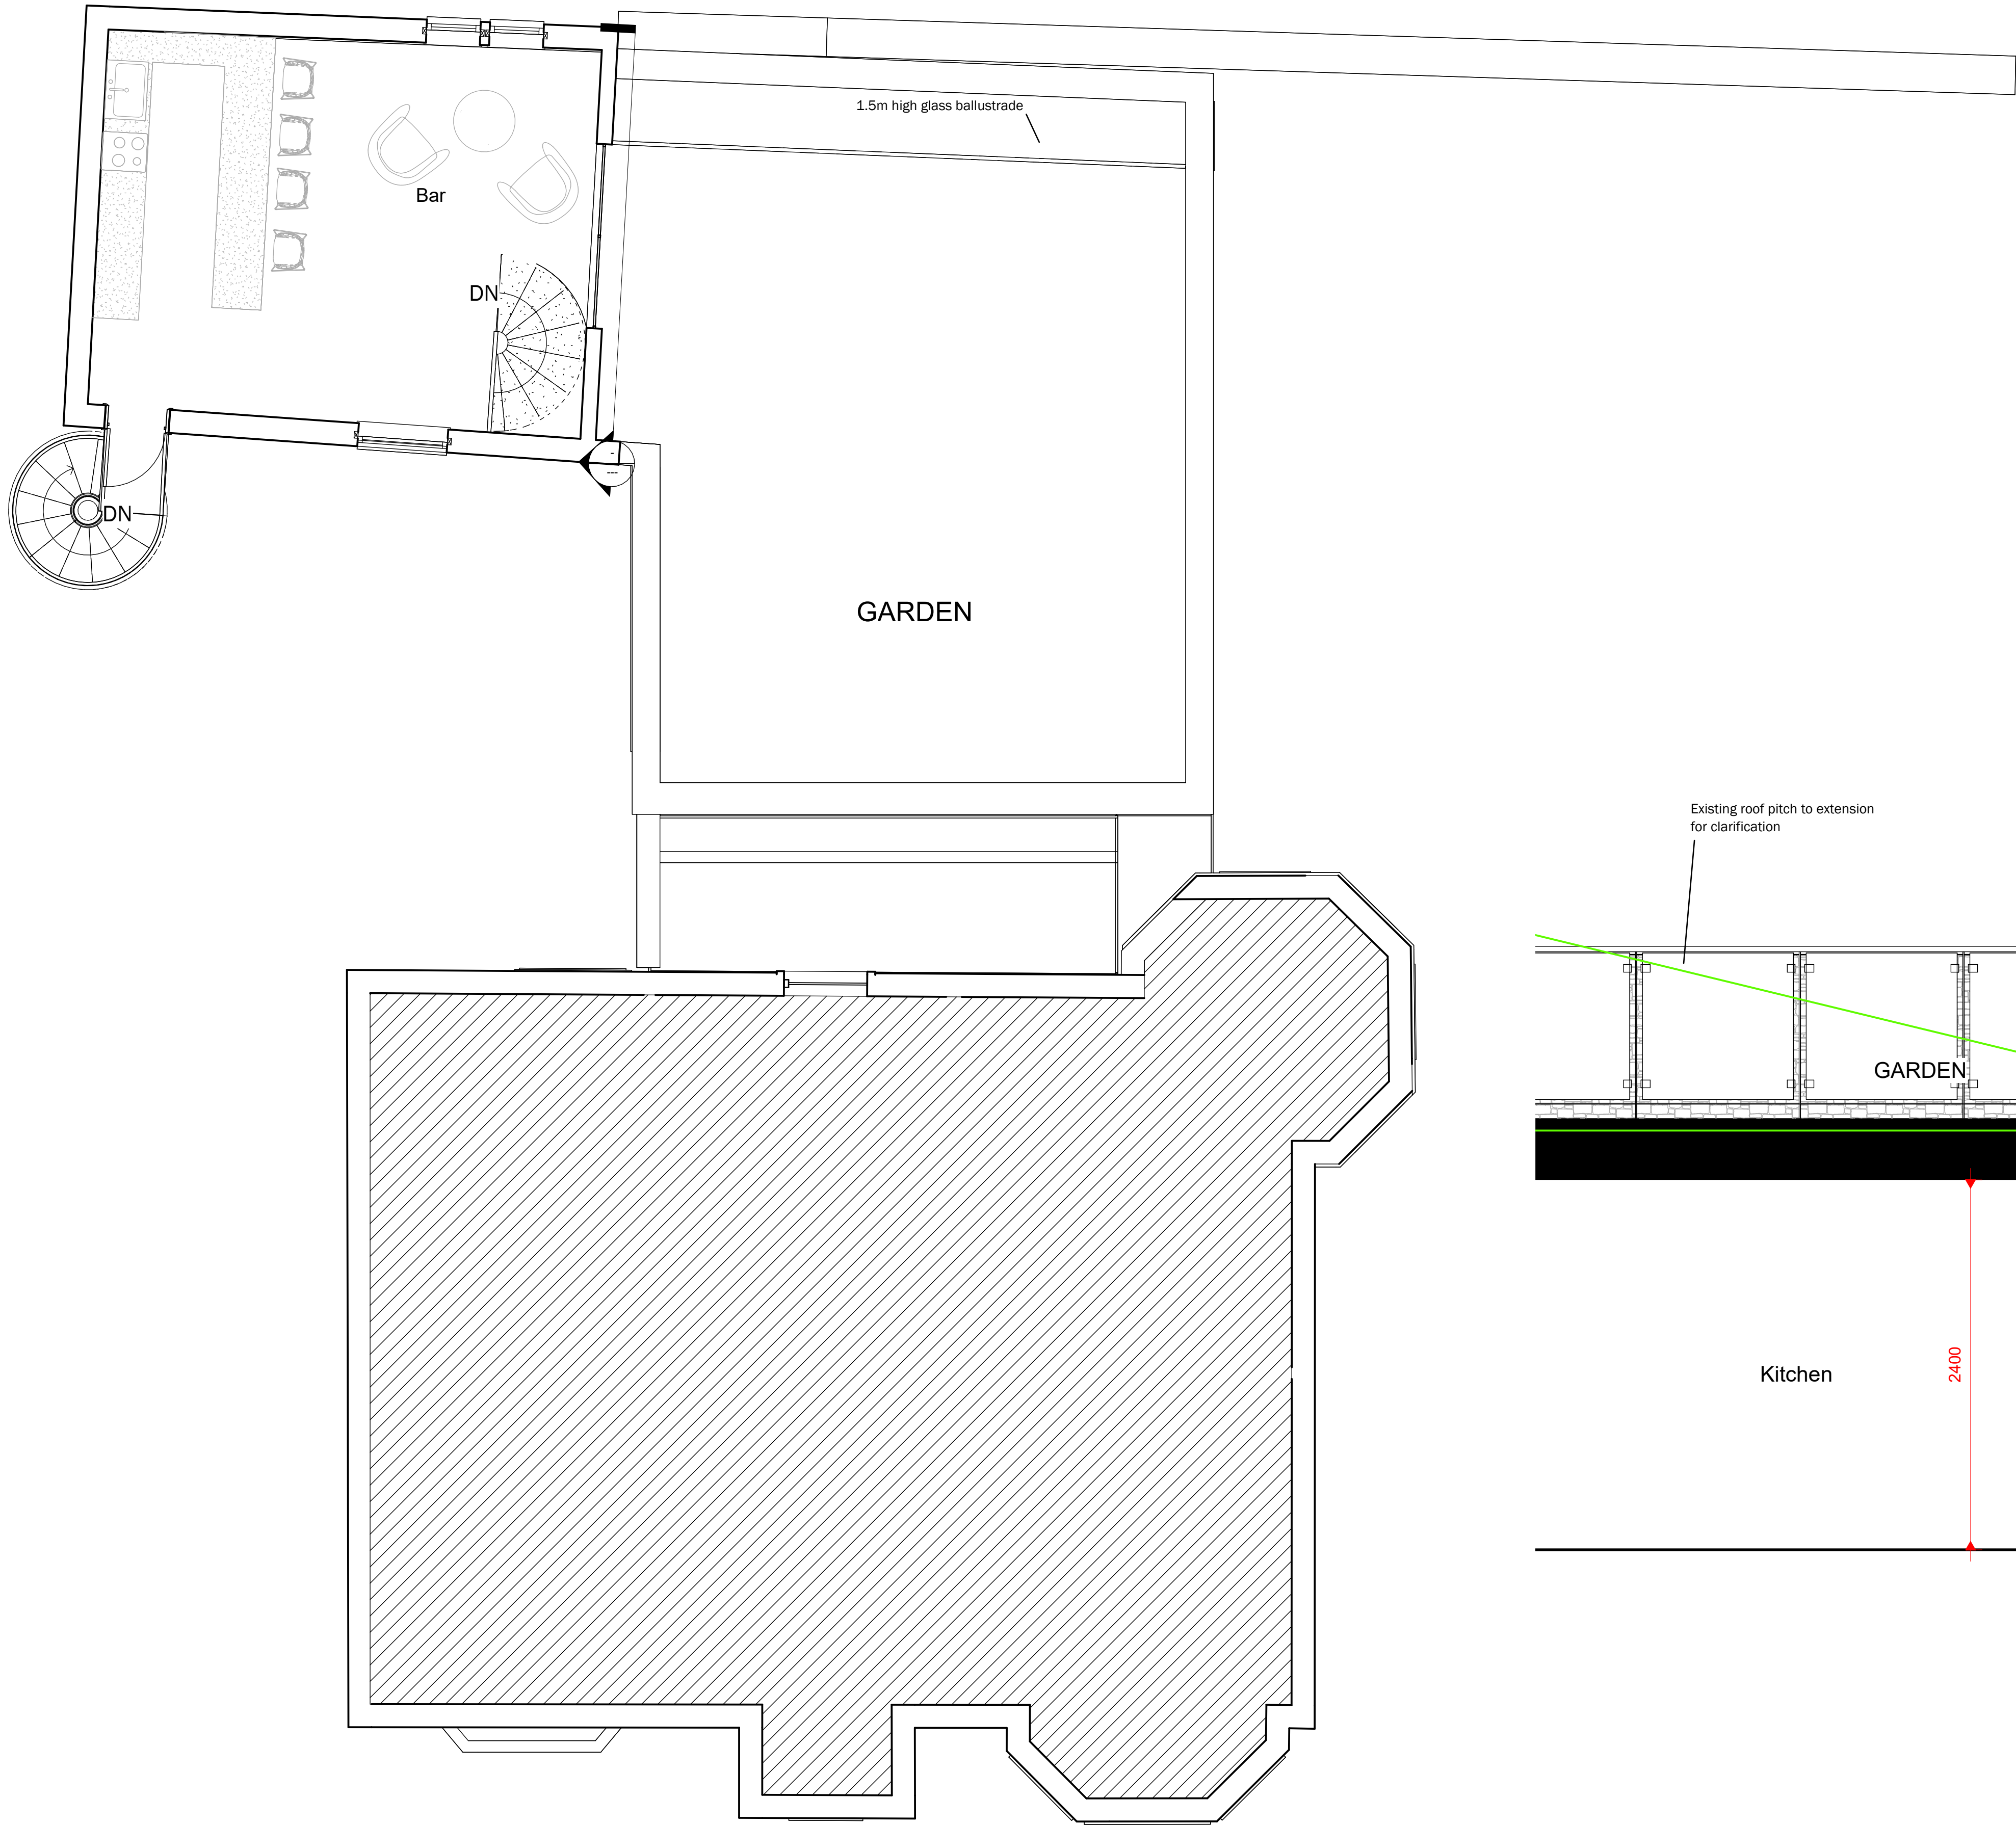 1.5m high glass ballustrade
Bar
DN
DN
GARDEN
Existing roof pitch to extension
for clarification
GARDEN
Kitchen
2400
-
---